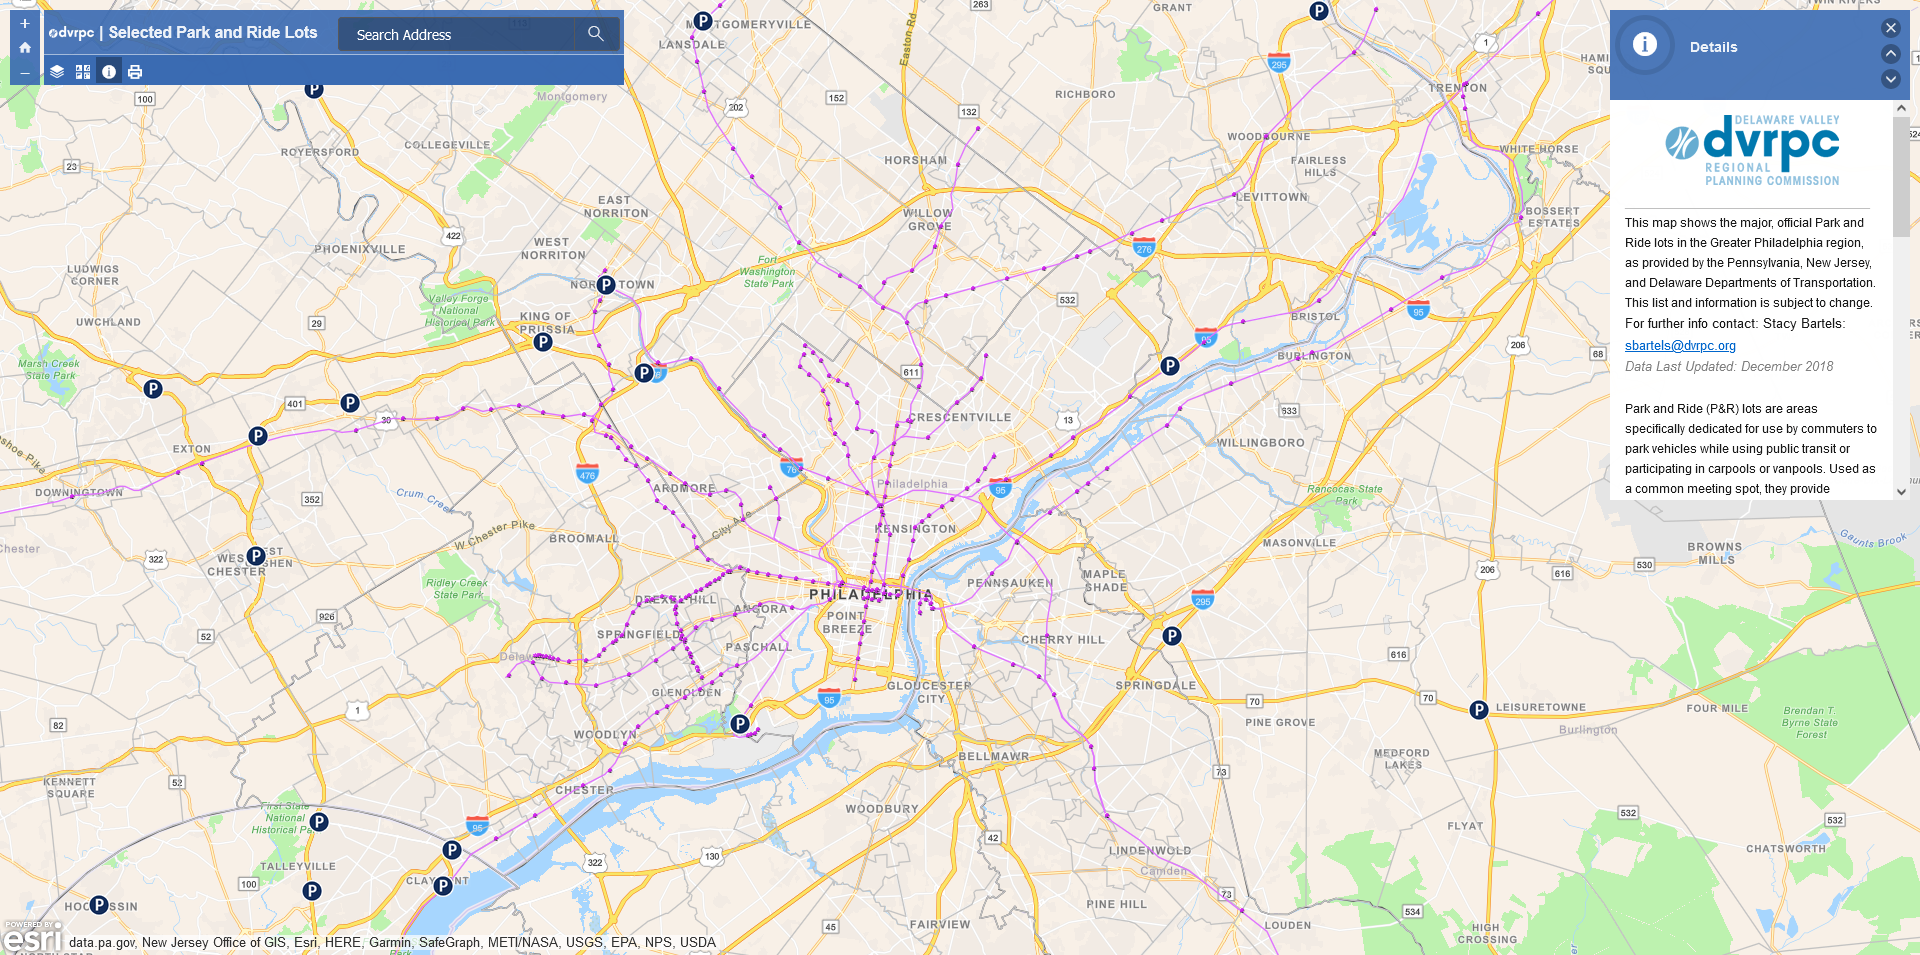 +
−
dvrpc | Selected Park and Ride Lots
Search Address
Details
DELAWARE VALLEY
dvrpc
REGIONAL
PLANNING COMMISSION
This map shows the major, official Park and
Ride lots in the Greater Philadelphia region,
as provided by the Pennsylvania, New Jersey,
and Delaware Departments of Transportation.
This list and information is subject to change.
For further info contact: Stacy Bartels:
sbartels@dvrpc.org
Data Last Updated: December 2018
Park and Ride (P&R) lots are areas
specifically dedicated for use by commuters to
park vehicles while using public transit or
participating in carpools or vanpools. Used as
a common meeting spot, they provide
GRANT
263
LANSDALE
Easton Rd
295
1
TRENTON
100
Montgomery
202
152
RICHBORO
132
WOODBOURNE
WHITE HORSE
COLLEGEVILLE
ROYERSFORD
23
HORSHAM
FAIRLESS
HILLS
LEVITTOWN
EAST
NORRITON
WILLOW
GROVE
BOSSERT
ESTATES
422
PHOENIXVILLE
WEST
NORRITON
276
Fort
Washington
State Park
LUDWIGS
CORNER
Valley Forge
National
Historical Park
532
95
BRISTOL
UWCHLAND
29
KING OF
PRUSSIA
206
68
BURLINGTON
Marsh Creek
State Park
611
401
30
CRESCENTVILLE
13
633
WILLINGBORO
EXTON
476
76
DOWNINGTOWN
352
Crum Creek
ARDMORE
Philadelphia
95
Rancocas State
Park
City Ave
KENSINGTON
W Chester Pike
BROOMALL
MASONVILLE
BROWNS
MILLS
Gaunts Brook
Chester
322
CHESTER
530
206
616
Ridley Creek
State Park
PENNSAUKEN
MAPLE
SHADE
DREXEL HILL
ANGORA
PHILADELPHIA
295
926
POINT
BREEZE
52
SPRINGFIELD
PASCHALL
CHERRY HILL
616
GLENOLDEN
GLOUCESTER
CITY
SPRINGDALE
70
70
LEISURETOWNE
FOUR MILE
95
1
82
PINE GROVE
Burlington
Brendan T.
Byrne State
Forest
WOODLYN
BELLMAWR
MEDFORD
LAKES
73
KENNETT
SQUARE
52
CHESTER
WOODBURY
First State
National
Historical Park
95
532
532
FLYAT
42
322
130
LINDENWOLD
CHATSWORTH
TALLEYVILLE
Camden
100
73
PINE HILL
534
45
FAIRVIEW
LOUDEN
HIGH
CROSSING
POWERED BY
esri
data.pa.gov, New Jersey Office of GIS, Esri, HERE, Garmin, SafeGraph, METI/NASA, USGS, EPA, NPS, USDA